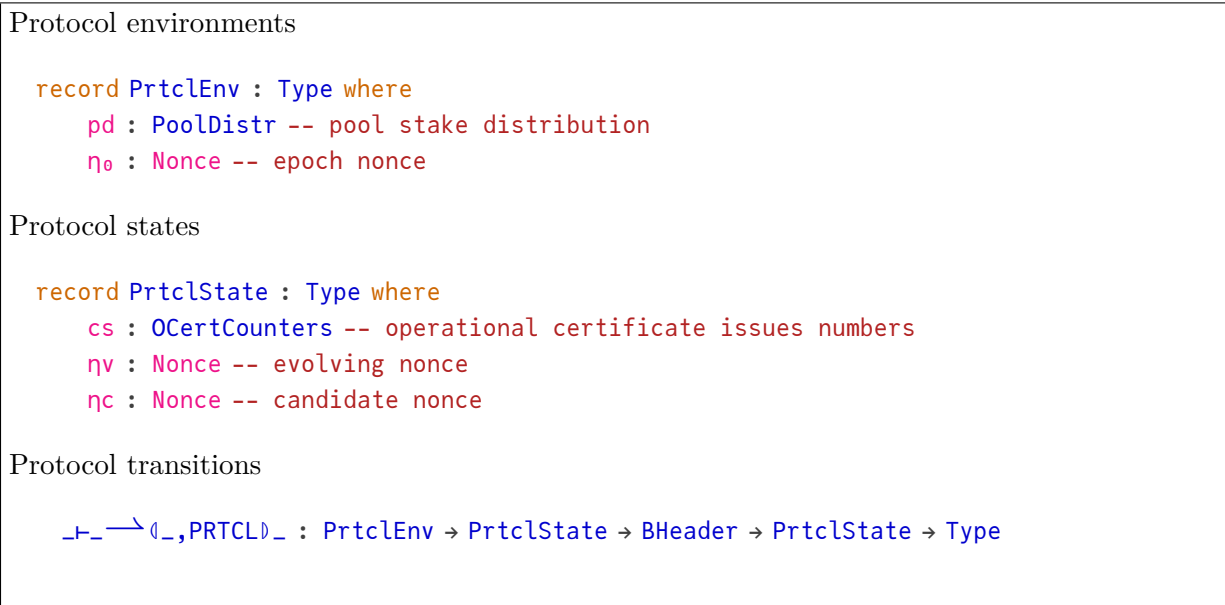 Protocol environments
record PrtclEnv : Type where
pd : PoolDistr -- pool stake distribution
η₀ : Nonce -- epoch nonce
Protocol states
record PrtclState : Type where
cs : OCertCounters -- operational certificate issues numbers
ηv : Nonce -- evolving nonce
ηc : Nonce -- candidate nonce
Protocol transitions
_⊢_⇀⦇_,PRTCL⦈_ : PrtclEnv → PrtclState → BHeader → PrtclState → Type